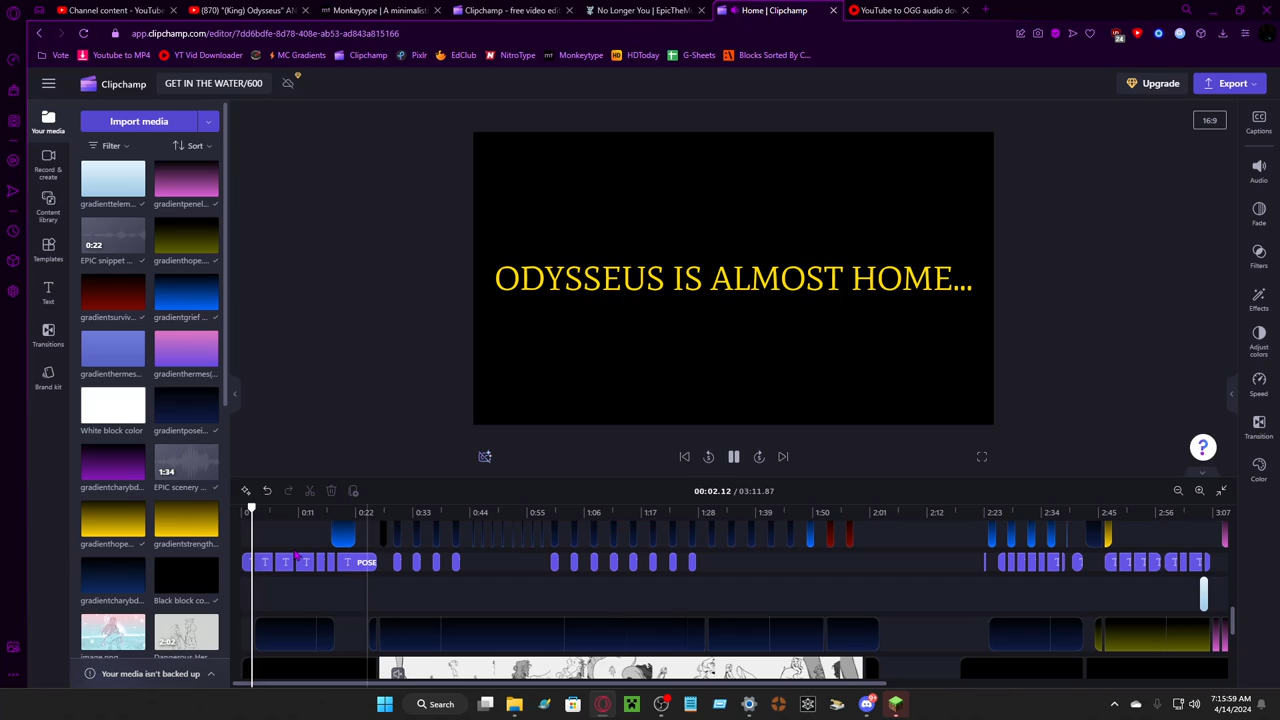 Channel content - YouTube
(870) "(King) Odysseus" AN
Monkeytype | A minimalis
Clipchamp - free video edi
No Longer You | EpicTheM
Home | Clipchamp
YouTube to OGG audio do
app.clipchamp.com/editor/7dd6bdfe-8d78-408e-ab53-ad843a815166
24
Vote
Youtube to MP4
YT Vid Downloader
MC Gradients
Clipchamp
Pixlr
EdClub
NitroType
Monkeytype
HDToday
G-Sheets
Blocks Sorted By C...
Clipchamp
GET IN THE WATER/600
Upgrade
Export
Your media
Import media
16:9
Captions
Filter
Sort
Record &
create
Audio
gradienttelem...
gradientpenel...
Content
library
Fade
0:22
Templates
EPIC snippet ...
gradienthope...
Filters
ODYSSEUS IS ALMOST HOME...
Text
gradientsurviv...
gradientgrief ...
Effects
Transitions
gradienthermes...
gradienthermes(...
Adjust
colors
Brand kit
White block color
gradientposei...
Speed
1:34
gradientcharyb...
EPIC scenery ...
Transition
5
5
?
00:02.12 / 03:11.87
Color
0
0:11
0:22
0:33
0:44
0:55
1:06
1:17
1:28
1:39
1:50
2:01
2:12
2:23
2:34
2:45
2:56
3:07
gradienthope...
gradientstrength...
T T T T T POSE
T T T T T T T T
gradientcharybd...
Black block co...
2:02
image.png
Dangerous Her...
Your media isn't backed up
Search
9+
7:15:59 AM
4/14/2024